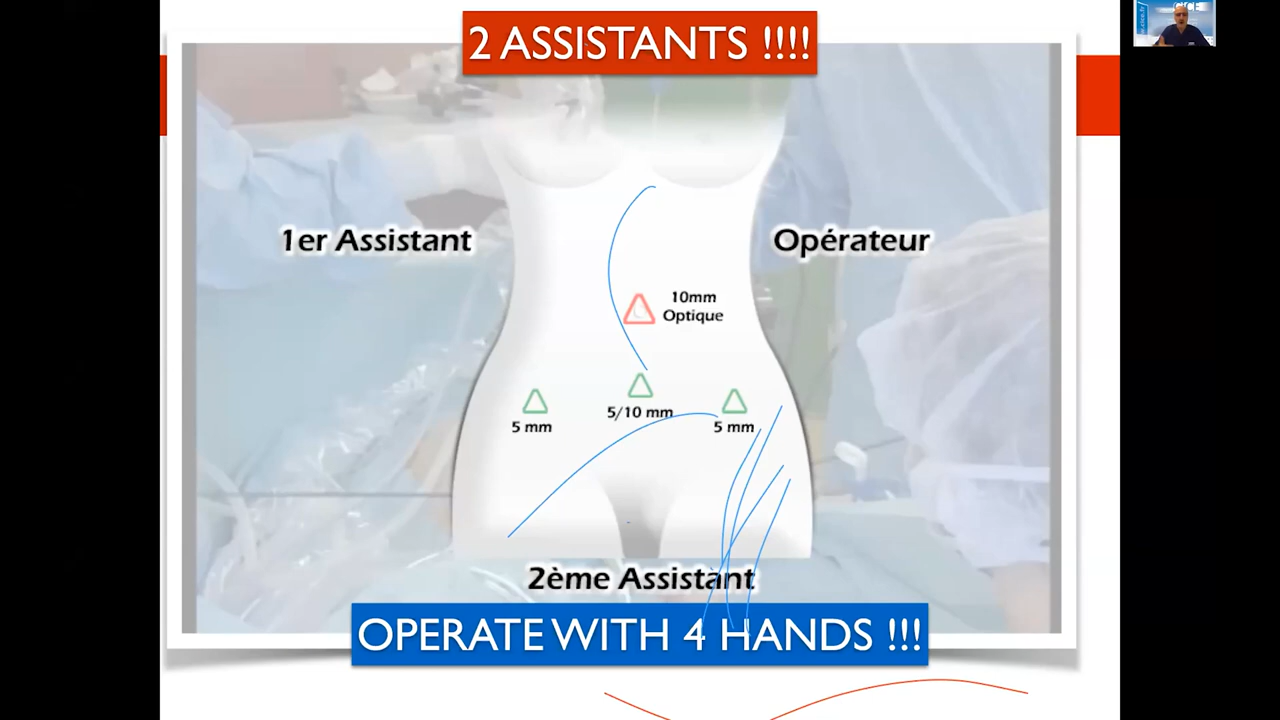 2 ASSISTANTS !!!!
CICE
1er Assistant
Opérateur
10mm
Optique
5/10 mm
5 mm
5 mm
2ème Assistant
OPERATE WITH 4 HANDS !!!